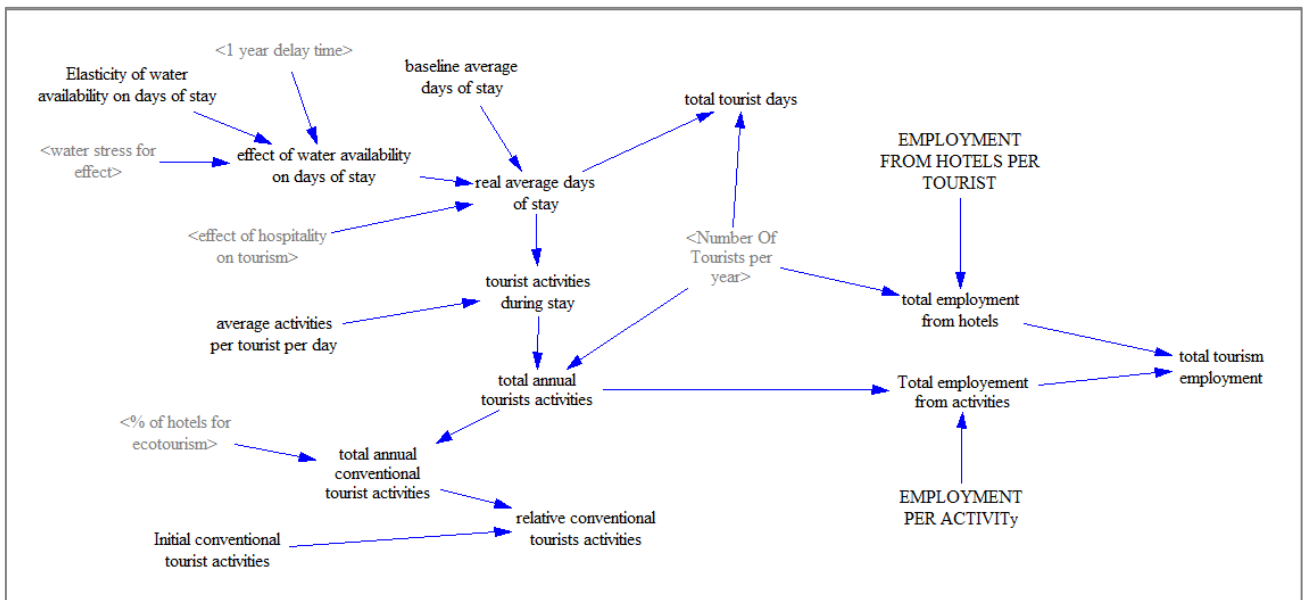 <1 year delay time>
Elasticity of water
availability on days of stay
baseline average
days of stay
total tourist days
<water stress for
effect>
effect of water availability
on days of stay
EMPLOYMENT
FROM HOTELS PER
TOURIST
real average days
of stay
<effect of hospitality
on tourism>
<Number Of
Tourists per
year>
tourist activities
during stay
total employment
from hotels
average activities
per tourist per day
total tourism
employment
total annual
tourists activities
Total employement
from activities
<% of hotels for
ecotourism>
total annual
conventional
tourist activities
EMPLOYMENT
PER ACTIVITy
relative conventional
tourists activities
Initial conventional
tourist activities